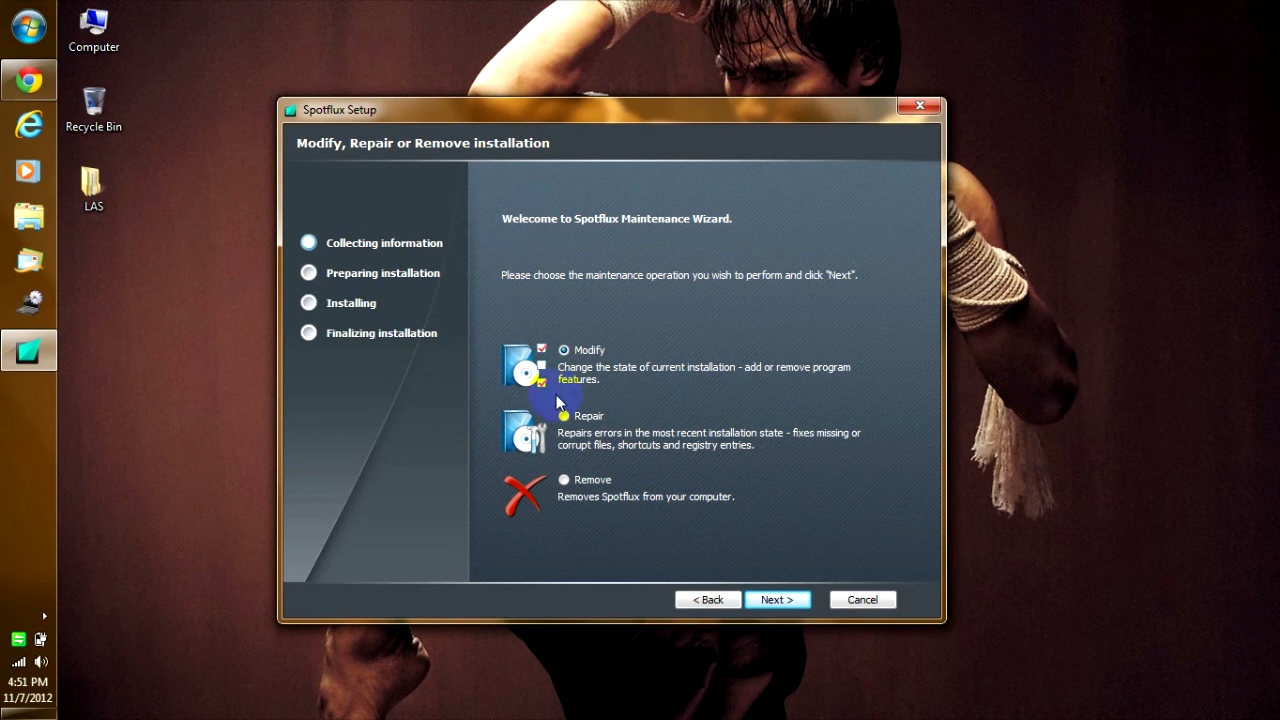 Computer
Recycle Bin
LAS
Spotflux Setup
Modify, Repair or Remove installation
Collecting information
Preparing installation
Installing
Finalizing installation
Welcome to Spotflux Maintenance Wizard.
Please choose the maintenance operation you wish to perform and click "Next".
Modify
Change the state of current installation - add or remove program
features.
Repair
Repairs errors in the most recent installation state - fixes missing or
corrupt files, shortcuts and registry entries.
Remove
Removes Spotflux from your computer.
< Back
Next >
Cancel
4:51 PM
11/7/2012